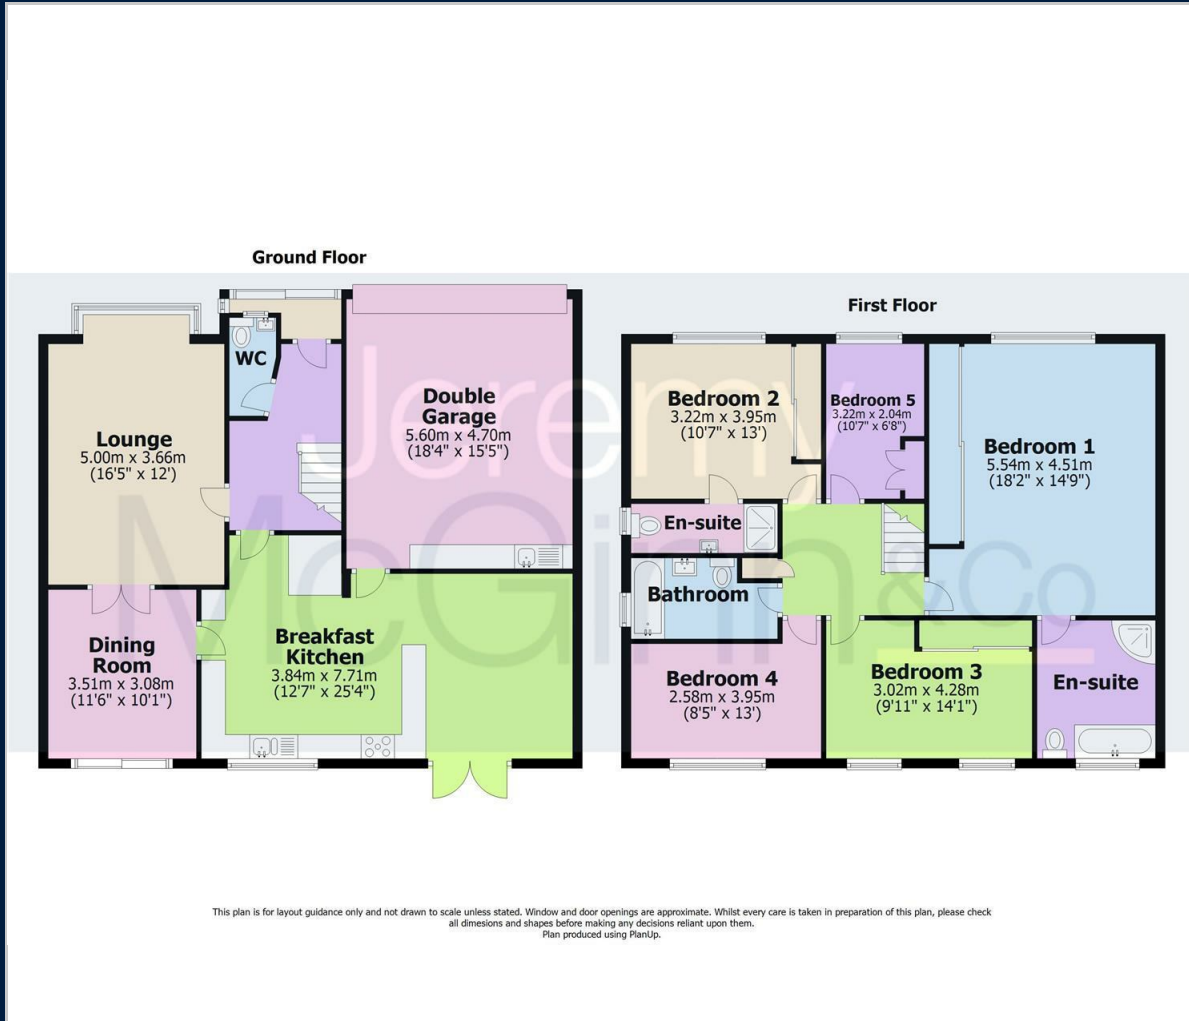 Ground Floor
WC
Lounge
5.00m x 3.66m
(16'5" x 12')
Double
Garage
5.60m x 4.70m
(18'4" x 15'5")
Dining
Room
3.51m x 3.08m
(11'6" x 10'1")
Breakfast
Kitchen
3.84m x 7.71m
(12'7" x 25'4")
First Floor
Bedroom 2
3.22m x 3.95m
(10'7" x 13')
Bedroom 5
3.22m x 2.04m
(10'7" x 6'8")
Bedroom 1
5.54m x 4.51m
(18'2" x 14'9")
En-suite
Bathroom
Bedroom 4
2.58m x 3.95m
(8'5" x 13')
Bedroom 3
3.02m x 4.28m
(9'11" x 14'1")
En-suite
Jeremy
McGinn &Co
This plan is for layout guidance only and not drawn to scale unless stated. Window and door openings are approximate. Whilst every care is taken in preparation of this plan, please check
all dimesions and shapes before making any decisions reliant upon them.
Plan produced using PlanUp.